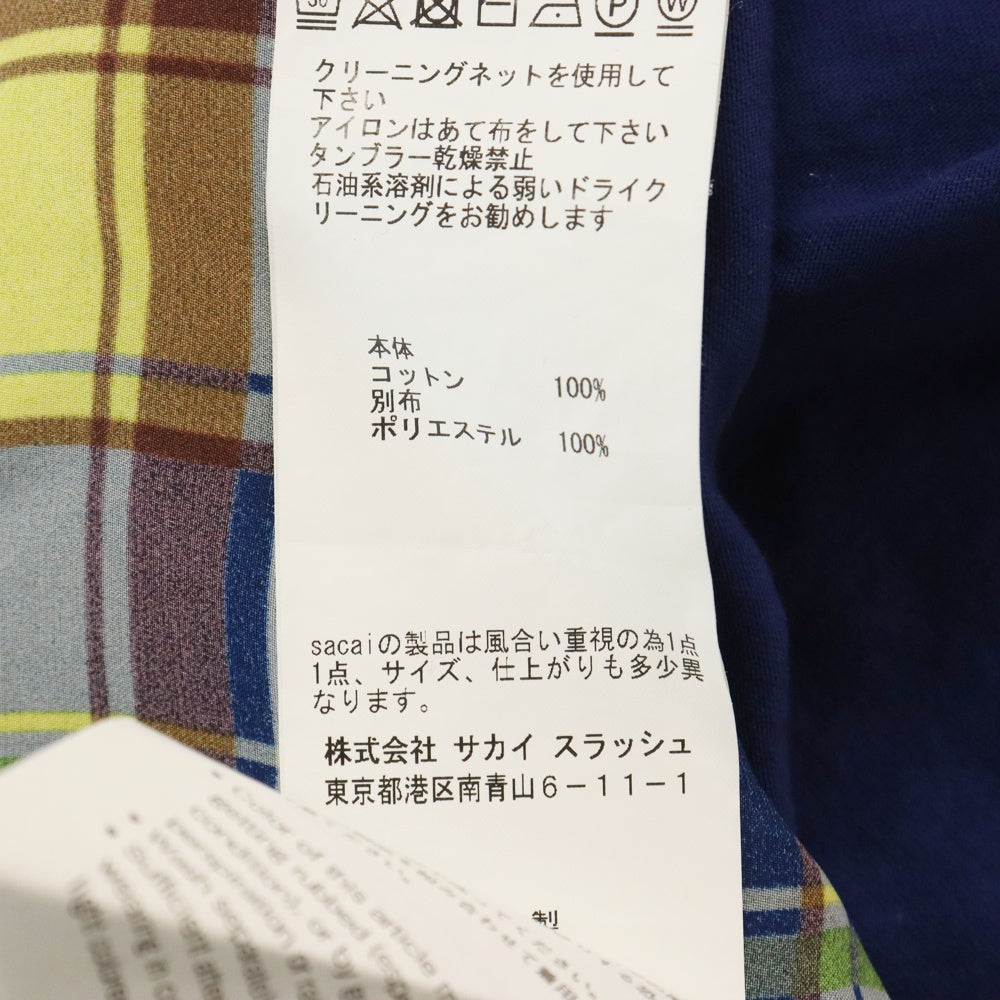 クリーニングネットを使用して
下さい
アイロンはあて布をして下さい
タンブラー乾燥禁止
石油系溶剤による弱いドライク
リーニングをお勧めします
本体
コットン 100%
別布
ポリエステル 100%
sacaiの製品は風合い重視の為1点
1点、サイズ、仕上がりも多少異
なります。
株式会社 サカイ スラッシュ
東京都港区南青山6－11－1
製
Color of this article